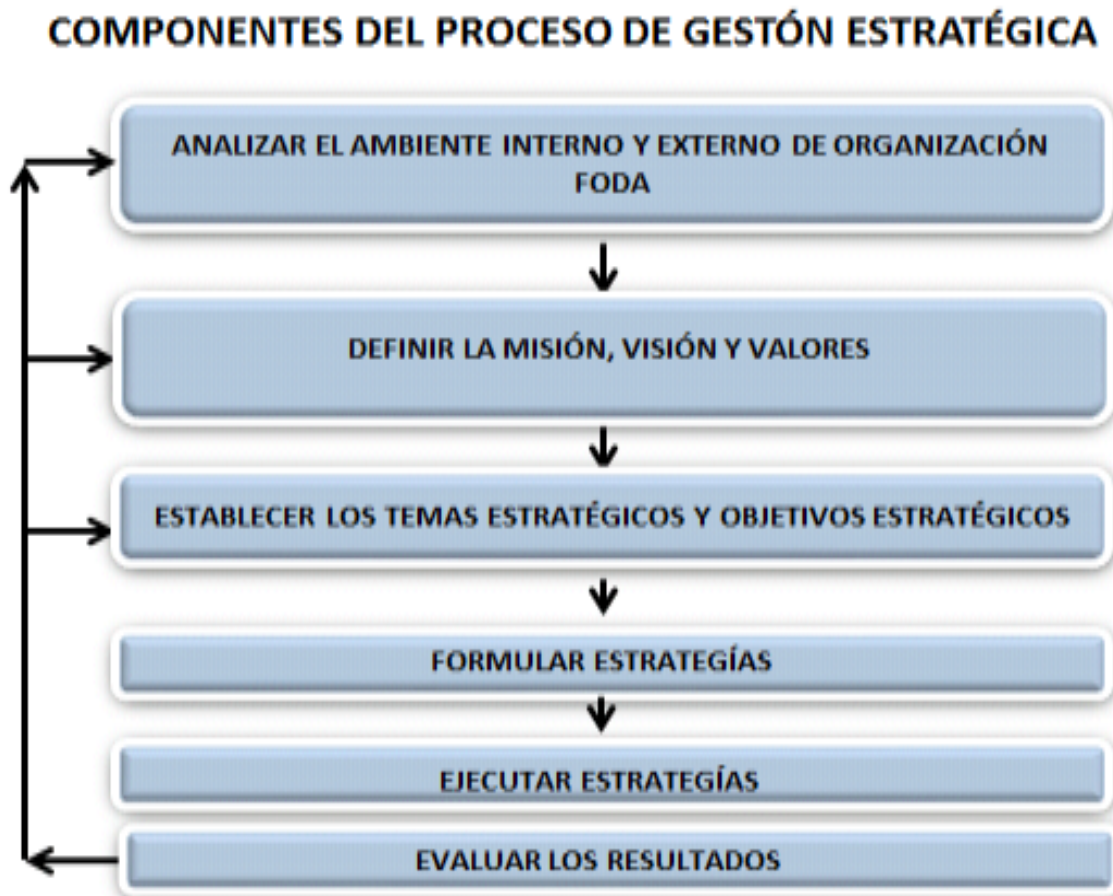 COMPONENTES DEL PROCESO DE GESTÓN ESTRATÉGICA
ANALIZAR EL AMBIENTE INTERNO Y EXTERNO DE ORGANIZACIÓN
FODA
DEFINIR LA MISIÓN, VISIÓN Y VALORES
ESTABLECER LOS TEMAS ESTRATÉGICOS Y OBJETIVOS ESTRATÉGICOS
FORMULAR ESTRATEGÍAS
EJECUTAR ESTRATEGÍAS
EVALUAR LOS RESULTADOS